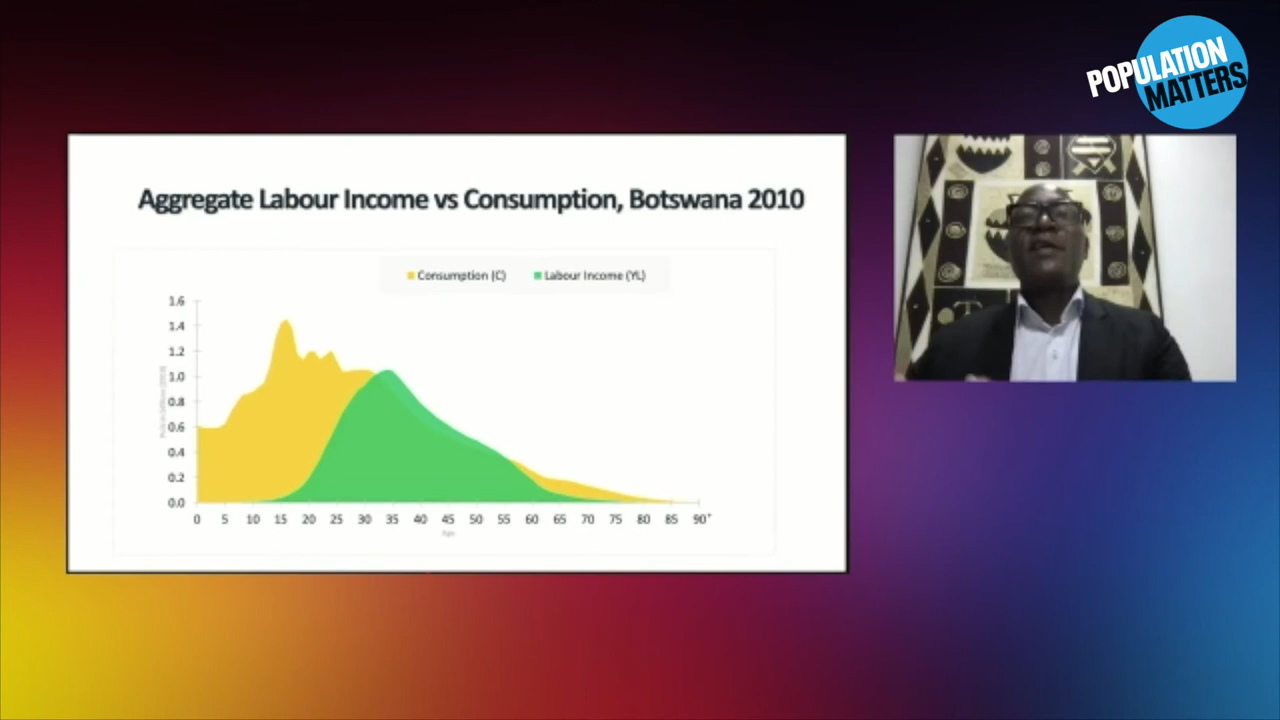 POPULATION
MATTERS
Aggregate Labour Income vs Consumption, Botswana 2010
Consumption (C) Labour Income (YL)
1.6
1.4
1.2
1.0
0.8
0.6
0.4
0.2
0.0
0 5 10 15 20 25 30 35 40 45 50 55 60 65 70 75 80 85 90+
Age